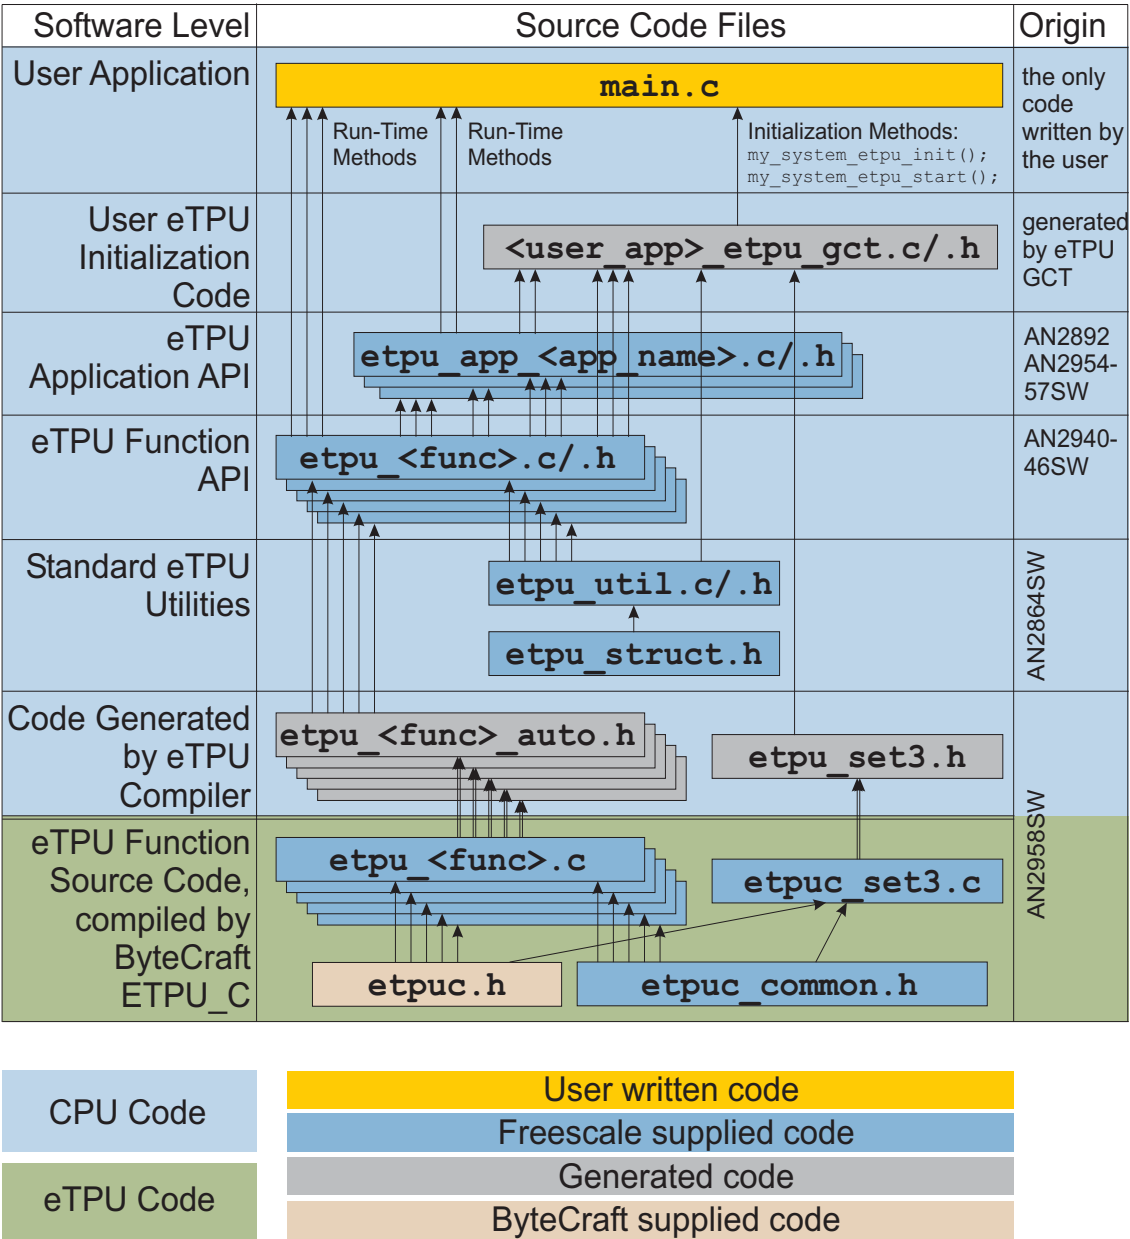 Software Level
Source Code Files
Origin
User Application
main.c
the only
code
written by
the user
Run-Time
Methods
Run-Time
Methods
Initialization Methods:
my_system_etpu_init();
my_system_etpu_start();
User eTPU
Initialization
Code
<user_app>_etpu_gct.c/.h
generated
by eTPU
GCT
eTPU
Application API
etpu_app_<app_name>.c/.h
AN2892
AN2954-
57SW
eTPU Function
API
etpu_<func>.c/.h
AN2940-
46SW
Standard eTPU
Utilities
etpu_util.c/.h
etpu_struct.h
AN2864SW
Code Generated
by eTPU
Compiler
etpu_<func>_auto.h
etpu_set3.h
AN2958SW
eTPU Function
Source Code,
compiled by
ByteCraft
ETPU_C
etpu_<func>.c
etpuc_set3.c
etpuc.h
etpuc_common.h
CPU Code
eTPU Code
User written code
Freescale supplied code
Generated code
ByteCraft supplied code